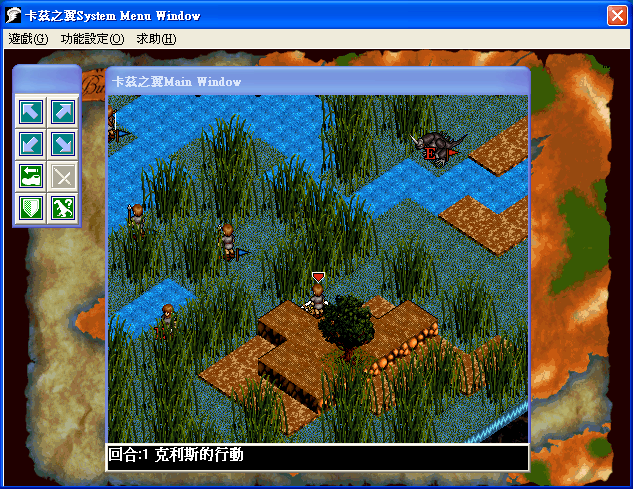 卡茲之翼System Menu Window
遊戲(G) 功能設定(O) 求助(H)
卡茲之翼Main Window
E
回合:1 克利斯的行動